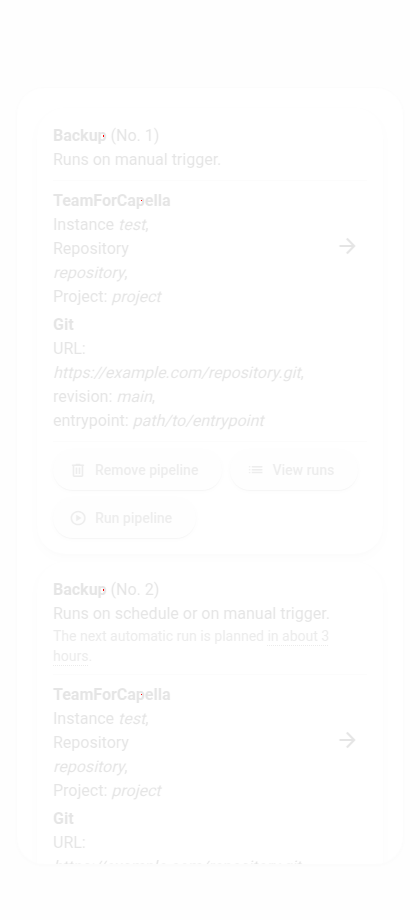 Backup (No. 1)
Runs on manual trigger.
TeamForCapella
Instance test,
Repository
repository,
Project: project
Git
URL:
https://example.com/repository.git,
revision: main,
entrypoint: path/to/entrypoint
Remove pipeline
View runs
Run pipeline
Backup (No. 2)
Runs on schedule or on manual trigger.
The next automatic run is planned in about 3
hours.
TeamForCapella
Instance test,
Repository
repository,
Project: project
Git
URL: